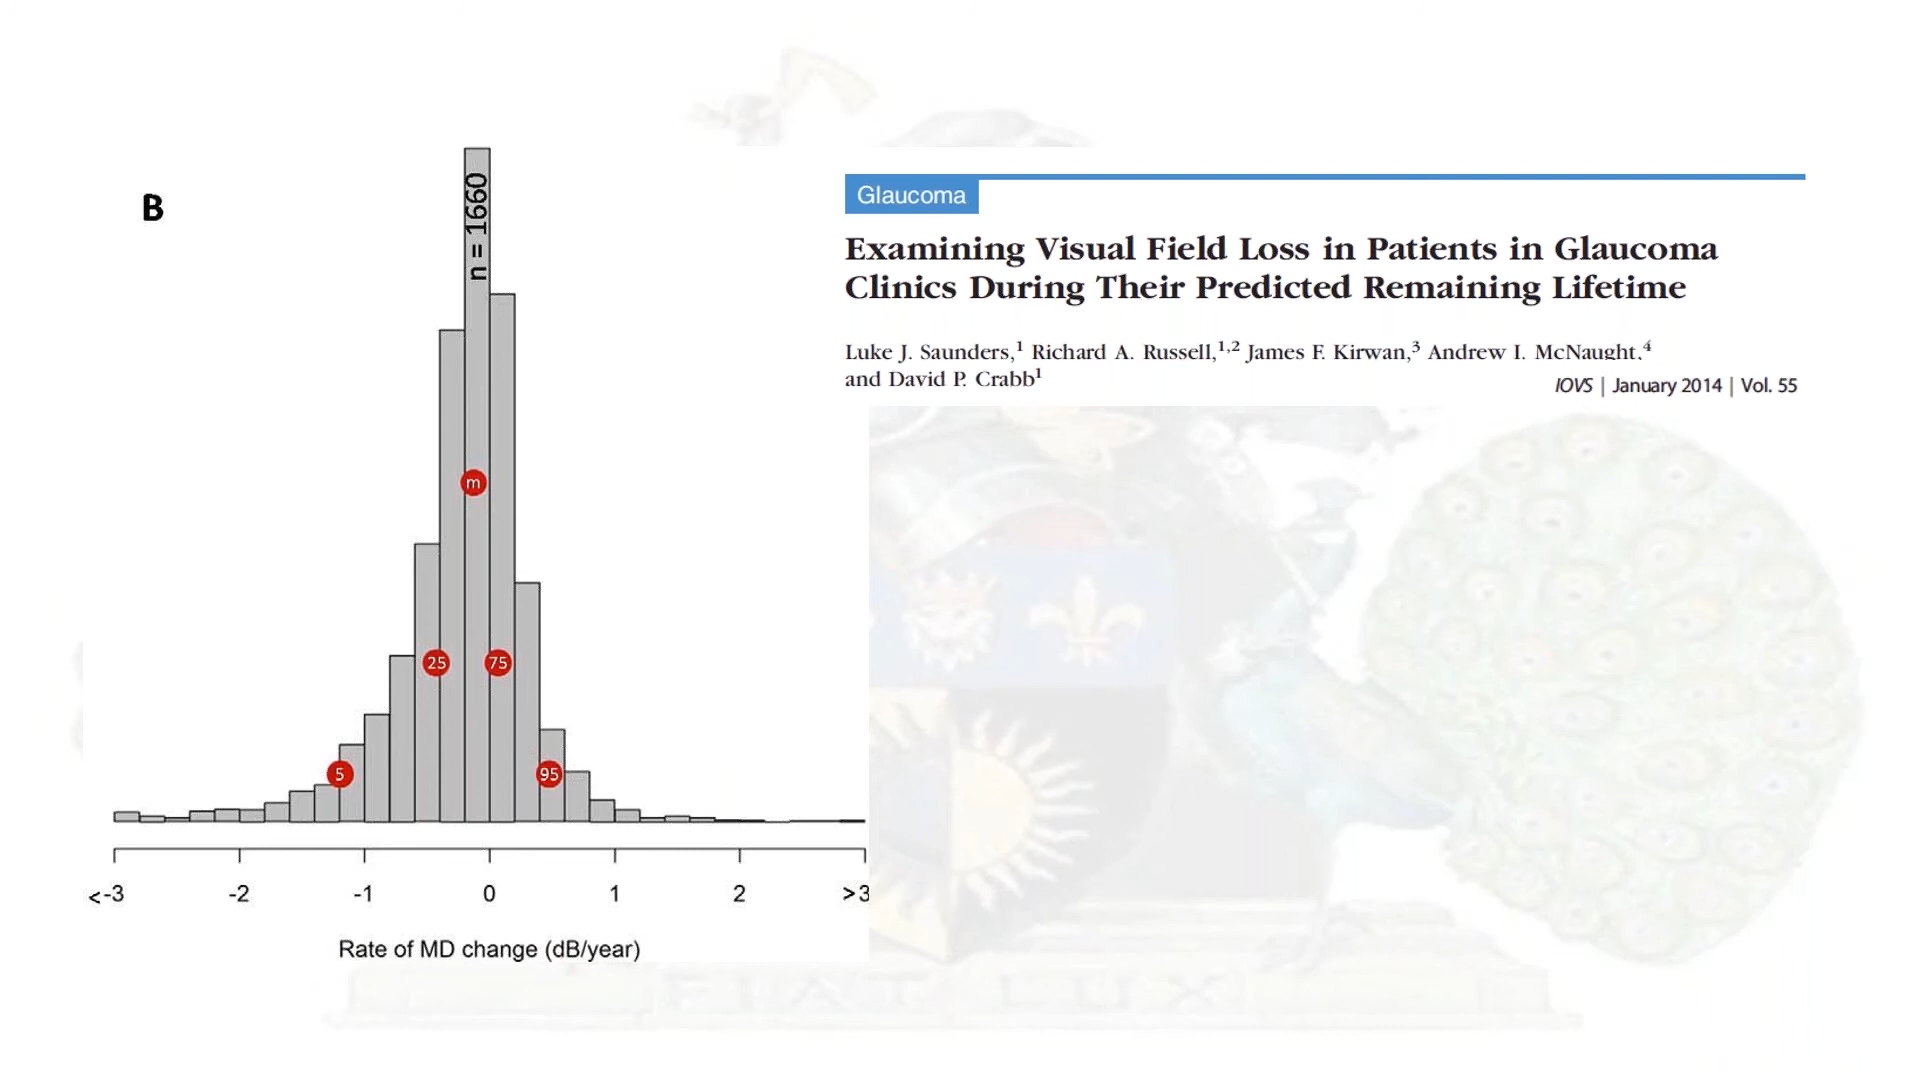 B
n = 1660
m
25
75
5
95
<-3 -2 -1 0 1 2 >3
Rate of MD change (dB/year)
Glaucoma
Examining Visual Field Loss in Patients in Glaucoma
Clinics During Their Predicted Remaining Lifetime
Luke J. Saunders,¹ Richard A. Russell,¹,² James F. Kirwan,³ Andrew I. McNaught,⁴
and David P. Crabb¹
IOVS | January 2014 | Vol. 55
FIAT LUX